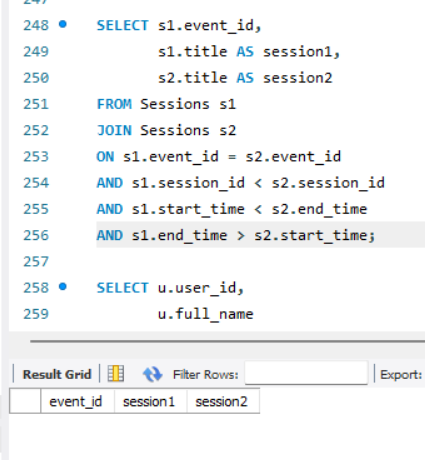 247
248 SELECT s1.event_id,
249 s1.title AS session1,
250 s2.title AS session2
251 FROM Sessions s1
252 JOIN Sessions s2
253 ON s1.event_id = s2.event_id
254 AND s1.session_id < s2.session_id
255 AND s1.start_time < s2.end_time
256 AND s1.end_time > s2.start_time;
257
258 SELECT u.user_id,
259 u.full_name
Result Grid Filter Rows: Export:
event_id session1 session2